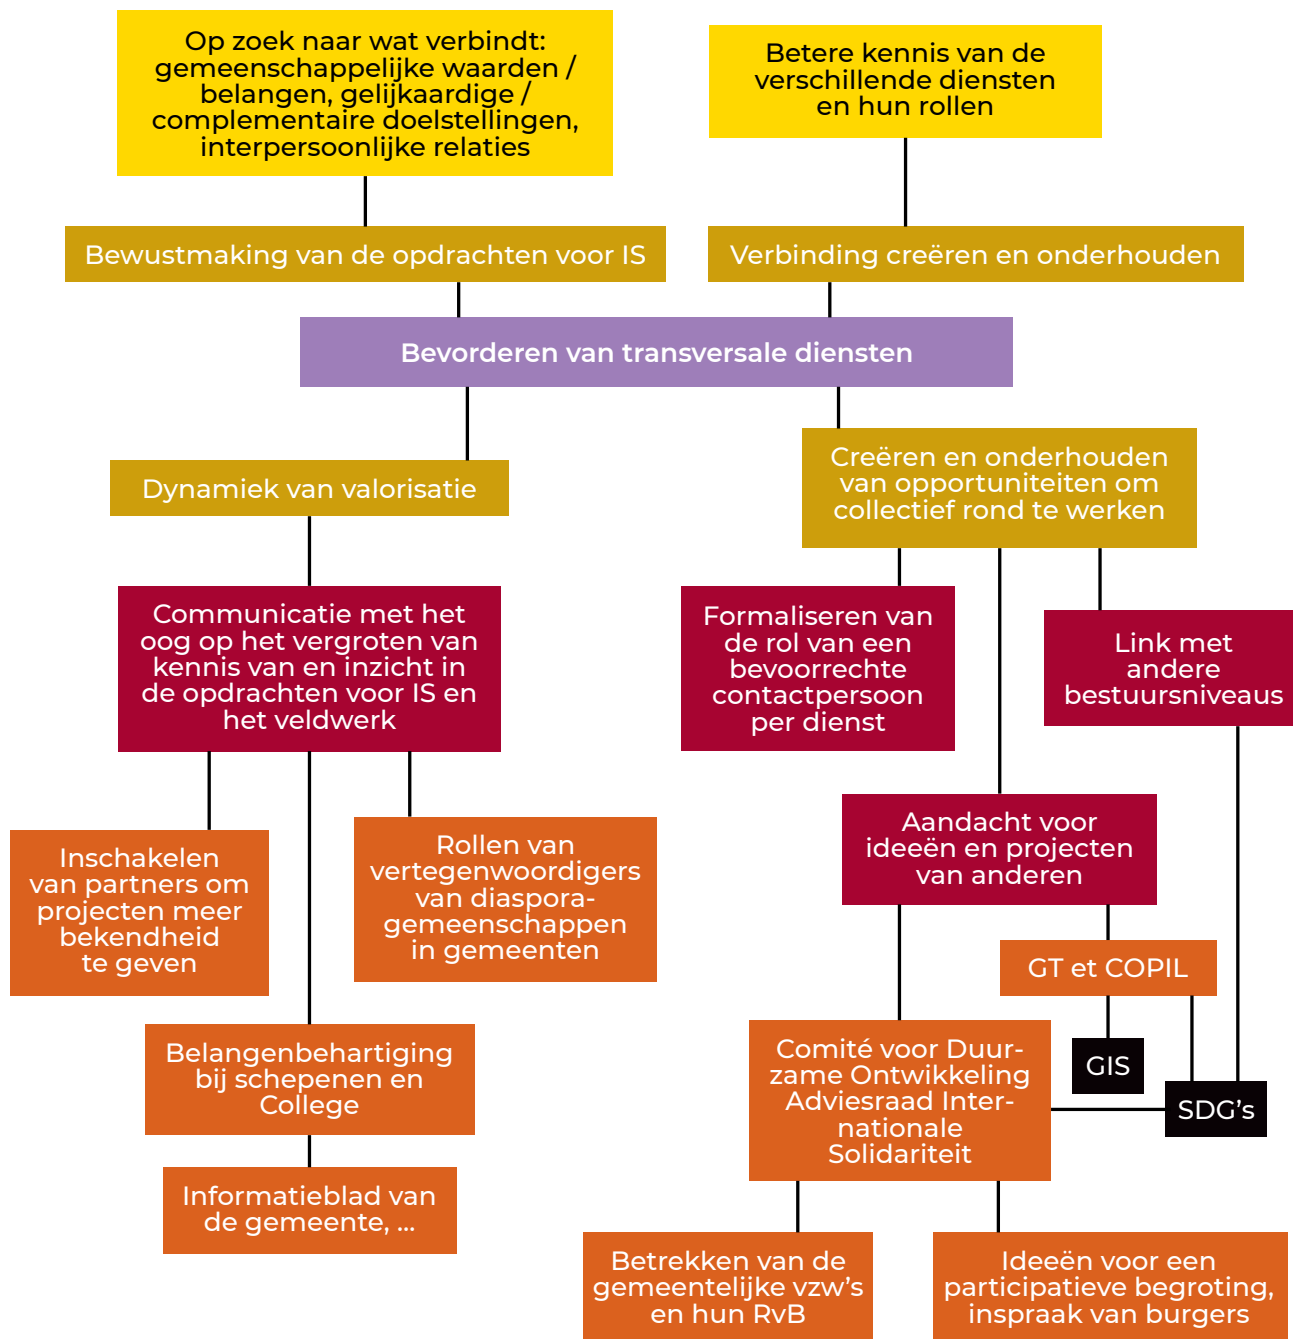 Op zoek naar wat verbindt:
gemeenschappelijke waarden /
belangen, gelijkaardige /
complementaire doelstellingen,
interpersoonlijke relaties
Betere kennis van de
verschillende diensten
en hun rollen
Bewustmaking van de opdrachten voor IS
Verbinding creëren en onderhouden
Bevorderen van transversale diensten
Dynamiek van valorisatie
Creëren en onderhouden
van opportuniteiten om
collectief rond te werken
Communicatie met het
oog op het vergroten van
kennis van en inzicht in
de opdrachten voor IS en
het veldwerk
Formaliseren van
de rol van een
bevoorrechte
contactpersoon
per dienst
Link met
andere
bestuursniveaus
Aandacht voor
ideeën en projecten
van anderen
Inschakelen
van partners om
projecten meer
bekendheid
te geven
Rollen van
vertegenwoordigers
van diaspora-
gemeenschappen
in gemeenten
GT et COPIL
Belangenbehartiging
bij schepenen en
College
Comité voor Duur-
zame Ontwikkeling
Adviesraad Inter-
nationale
Solidariteit
GIS
SDG's
Informatieblad van
de gemeente, ...
Betrekken van de
gemeentelijke vzw's
en hun RvB
Ideeën voor een
participatieve begroting,
inspraak van burgers